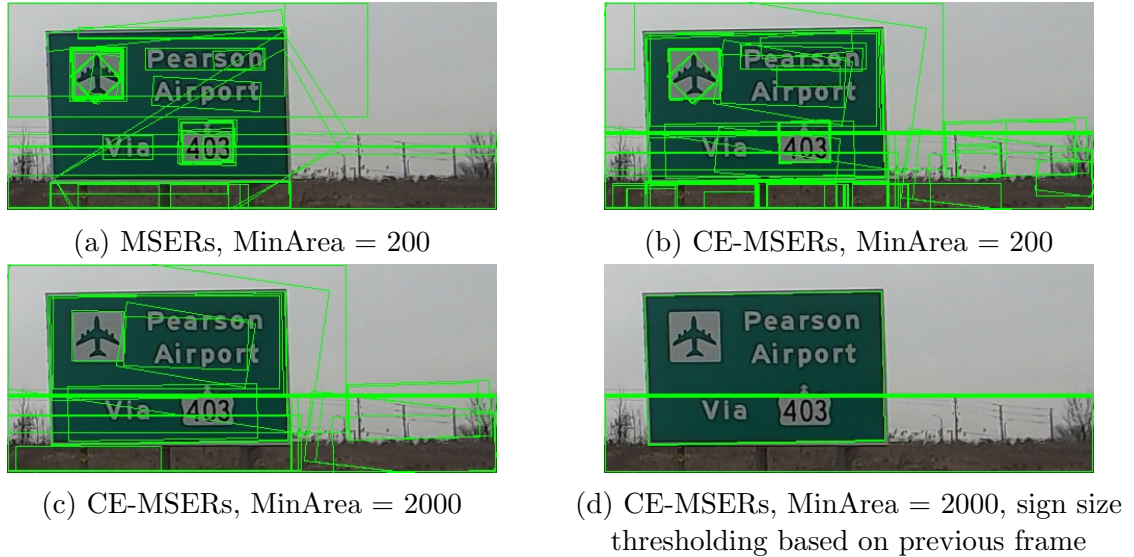 Pearson
Airport
Via 403
Pearson
Airport
Via 403
(a) MSERs, MinArea = 200
(b) CE-MSERs, MinArea = 200
Pearson
Airport
Via 403
Pearson
Airport
Via 403
(c) CE-MSERs, MinArea = 2000
(d) CE-MSERs, MinArea = 2000, sign size
thresholding based on previous frame